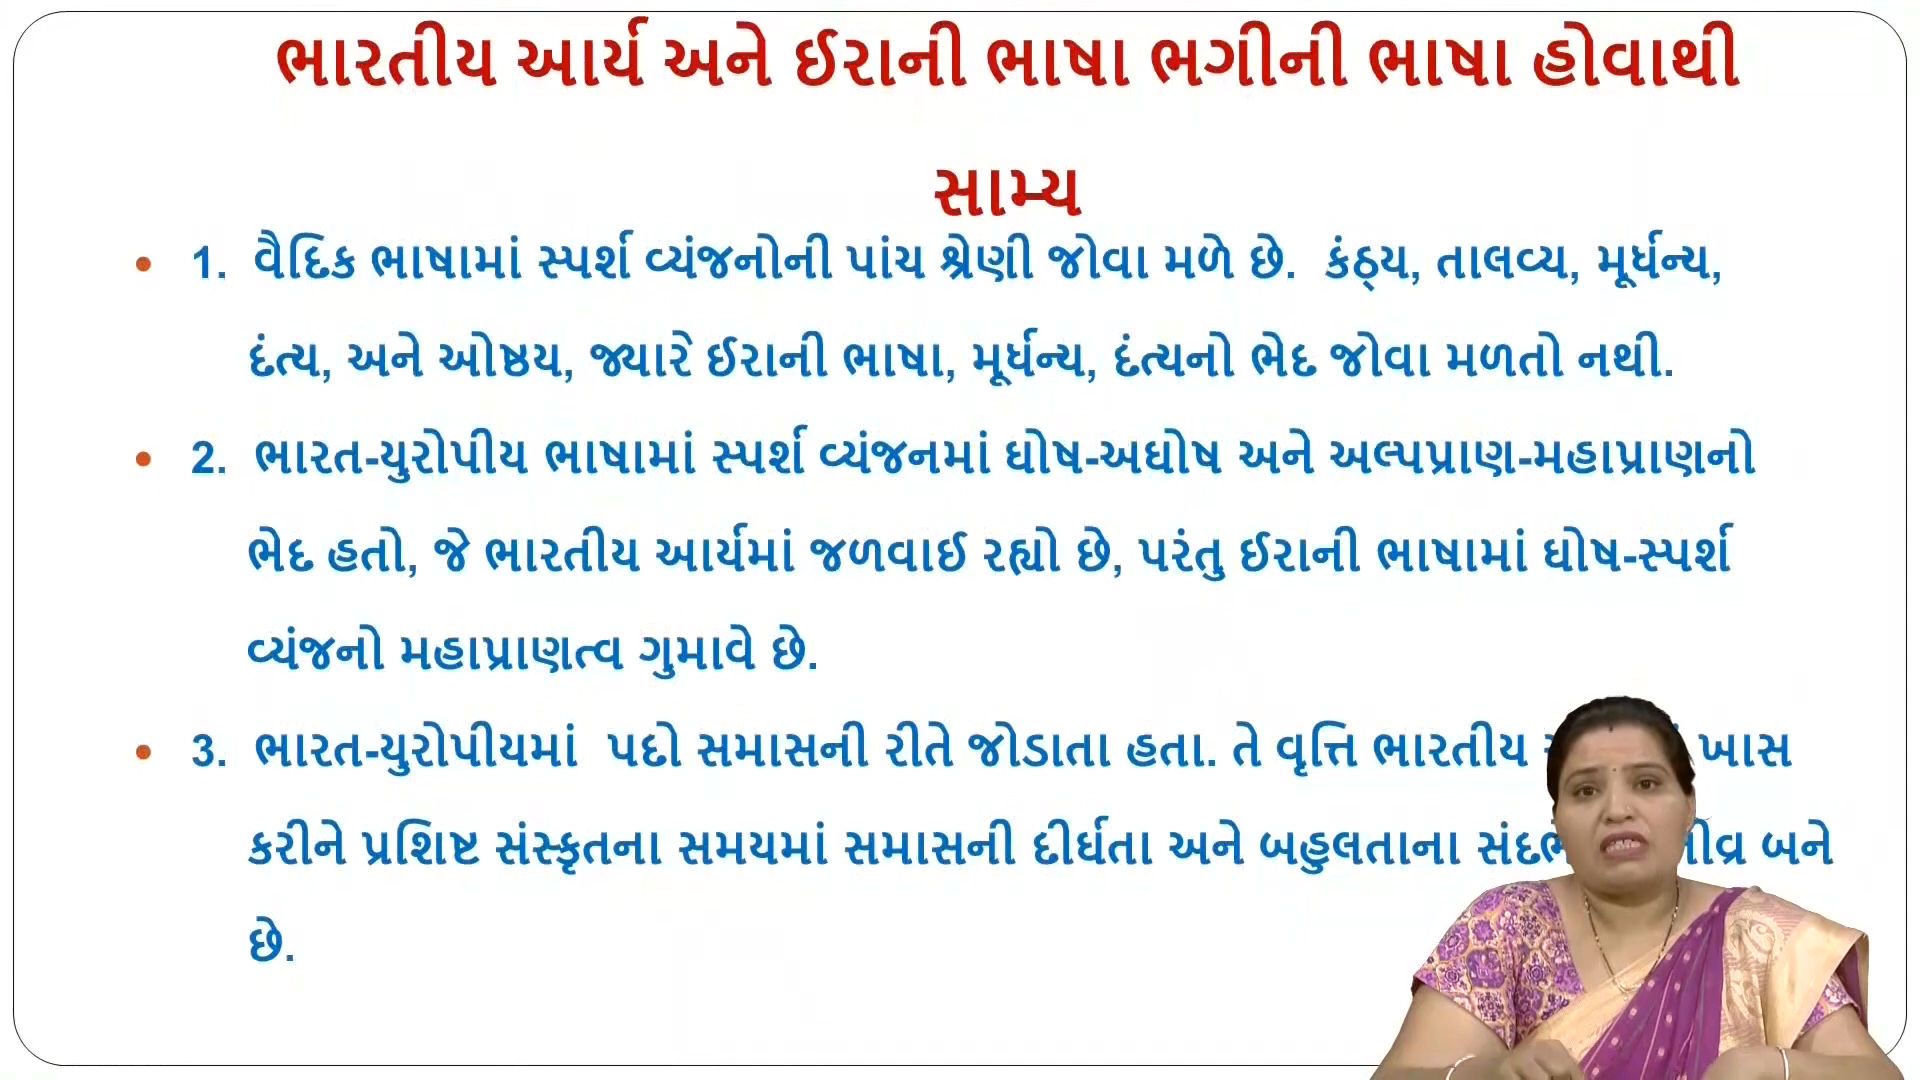 ભારતીય આર્ય અને ઈરાની ભાષા ભગીની ભાષા હોવાથી
સામ્ય
• 1. વૈદિક ભાષામાં સ્પર્શ વ્યંજનોની પાંચ શ્રેણી જોવા મળે છે. કંઠ્ય, તાલવ્ય, મૂર્ધન્ય,
દંત્ય, અને ઓષ્ઠય, જ્યારે ઈરાની ભાષા, મૂર્ધન્ય, દંત્યનો ભેદ જોવા મળતો નથી.
• 2. ભારત-યુરોપીય ભાષામાં સ્પર્શ વ્યંજનમાં ઘોષ-અઘોષ અને અલ્પપ્રાણ-મહાપ્રાણનો
ભેદ હતો, જે ભારતીય આર્યમાં જળવાઈ રહ્યો છે, પરંતુ ઈરાની ભાષામાં ઘોષ-સ્પર્શ
વ્યંજનો મહાપ્રાણત્વ ગુમાવે છે.
• 3. ભારત-યુરોપીયમાં પદો સમાસની રીતે જોડાતા હતા. તે વૃત્તિ ભારતીય ખાસ
કરીને પ્રશિષ્ટ સંસ્કૃતના સમયમાં સમાસની દીર્ઘતા અને બહુલતાના બને
છે.